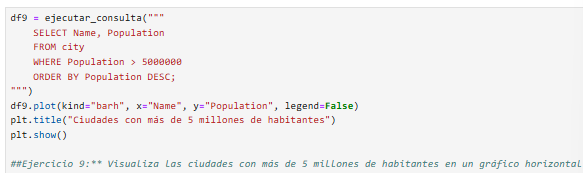 df9 = ejecutar_consulta("""
    SELECT Name, Population
    FROM city
    WHERE Population > 5000000
    ORDER BY Population DESC;
""")
df9.plot(kind="barh", x="Name", y="Population", legend=False)
plt.title("Ciudades con más de 5 millones de habitantes")
plt.show()

##Ejercicio 9:** Visualiza las ciudades con más de 5 millones de habitantes en un gráfico horizontal